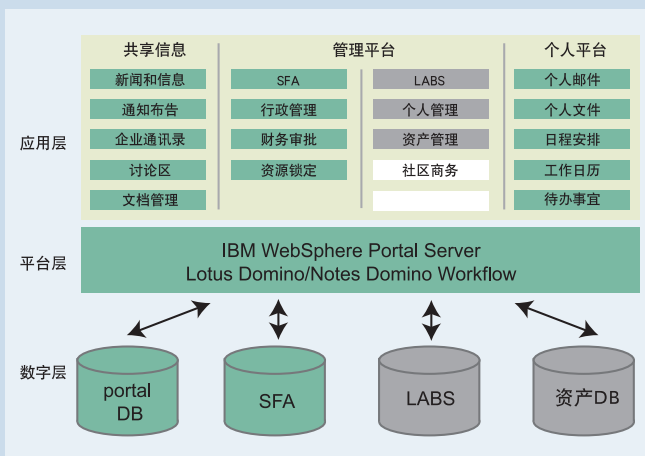 共享信息
管理平台
个人平台
新闻和信息
SFA
LABS
个人邮件
通知布告
行政管理
个人管理
个人文件
应用层
企业通讯录
财务审批
资产管理
日程安排
讨论区
资源锁定
社区商务
工作日历
文档管理
待办事宜
平台层
IBM WebSphere Portal Server
Lotus Domino/Notes Domino Workflow
数字层
portal
DB
SFA
LABS
资产DB